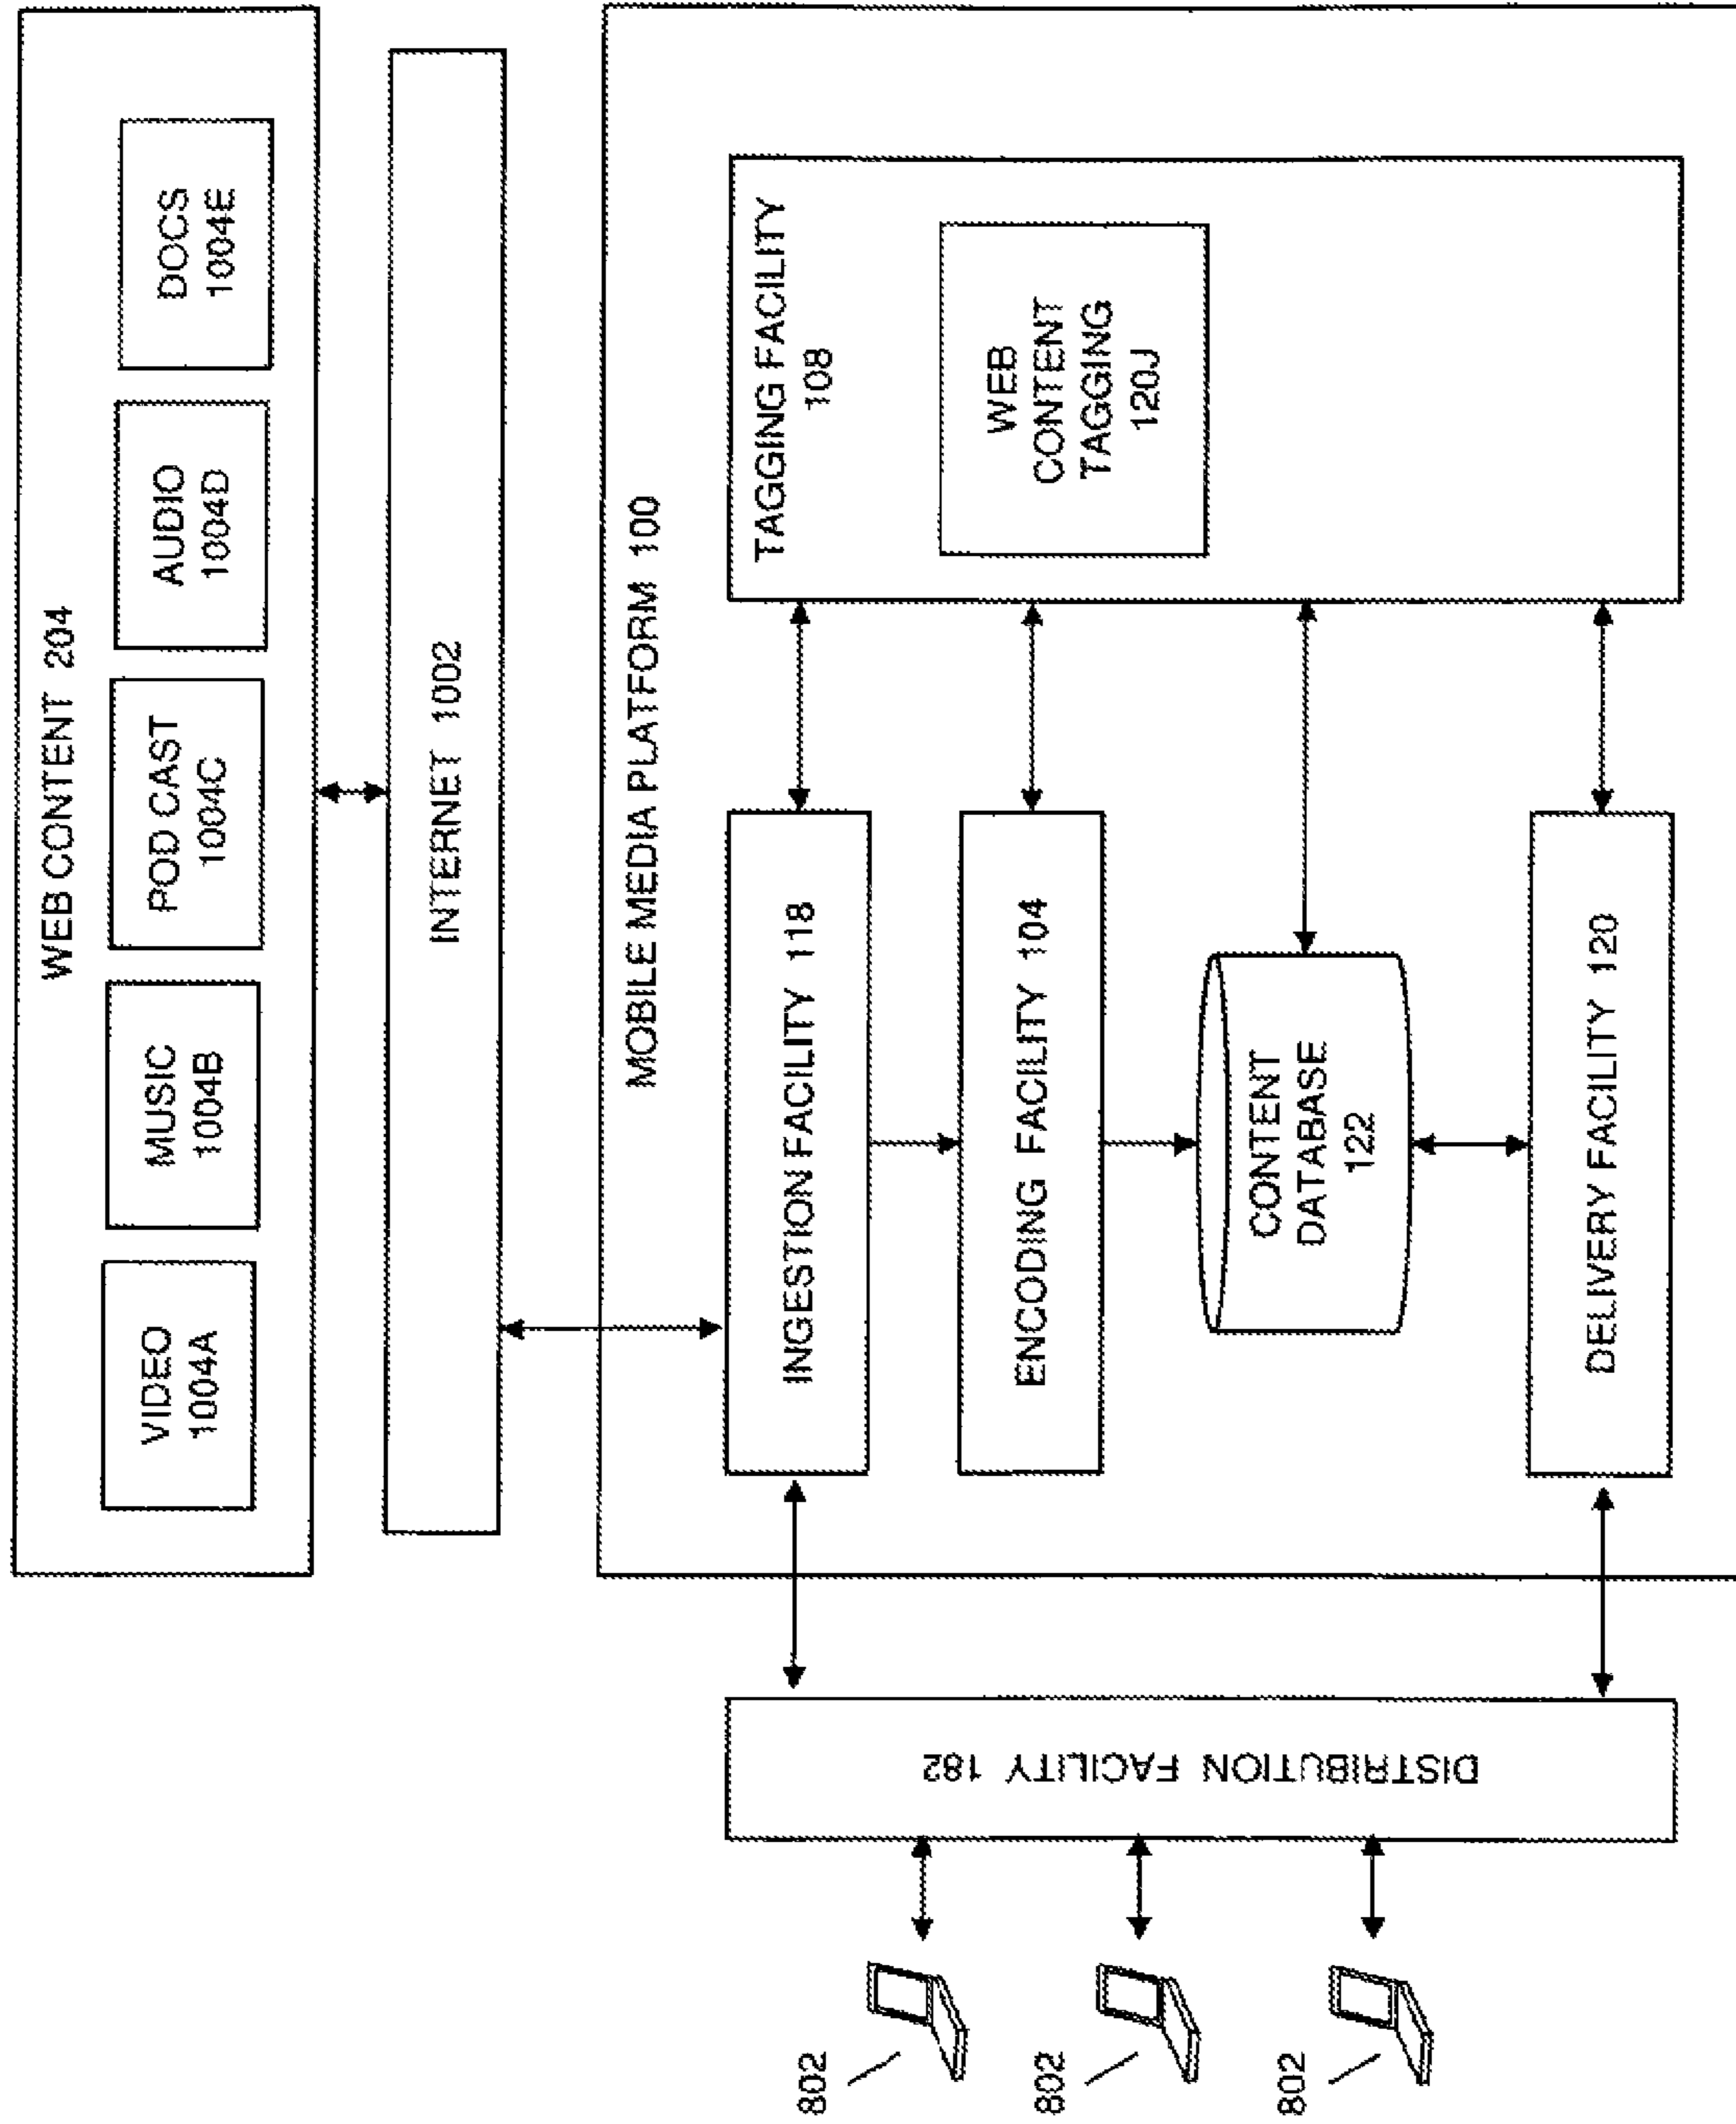 WEB CONTENT 204
VIDEO
1004A
MUSIC
1004B
POD CAST
1004C
AUDIO
1004D
DOCS
1004E
INTERNET 1002
MOBILE MEDIA PLATFORM 100
INGESTION FACILITY 118
ENCODING FACILITY 104
CONTENT
DATABASE
122
DELIVERY FACILITY 120
TAGGING FACILITY
108
WEB
CONTENT
TAGGING
120J
DISTRIBUTION FACILITY 182
802
802
802